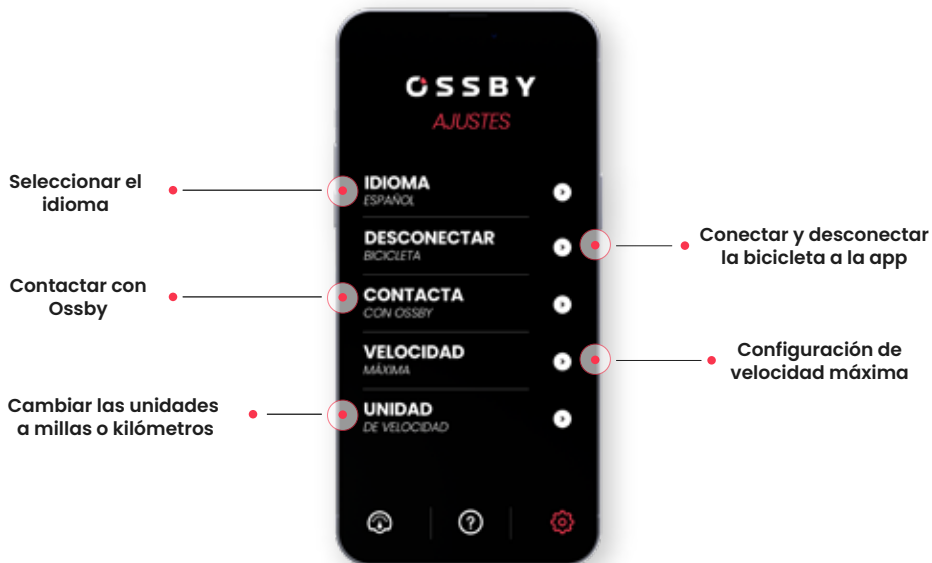 OSSBY
AJUSTES
Seleccionar el
idioma
IDIOMA
ESPAÑOL
DESCONECTAR
BICICLETA
Conectar y desconectar
la bicicleta a la app
Contactar con
Ossby
CONTACTA
CON OSSBY
VELOCIDAD
MÁXIMA
Configuración de
velocidad máxima
Cambiar las unidades
a millas o kilómetros
UNIDAD
DE VELOCIDAD
?